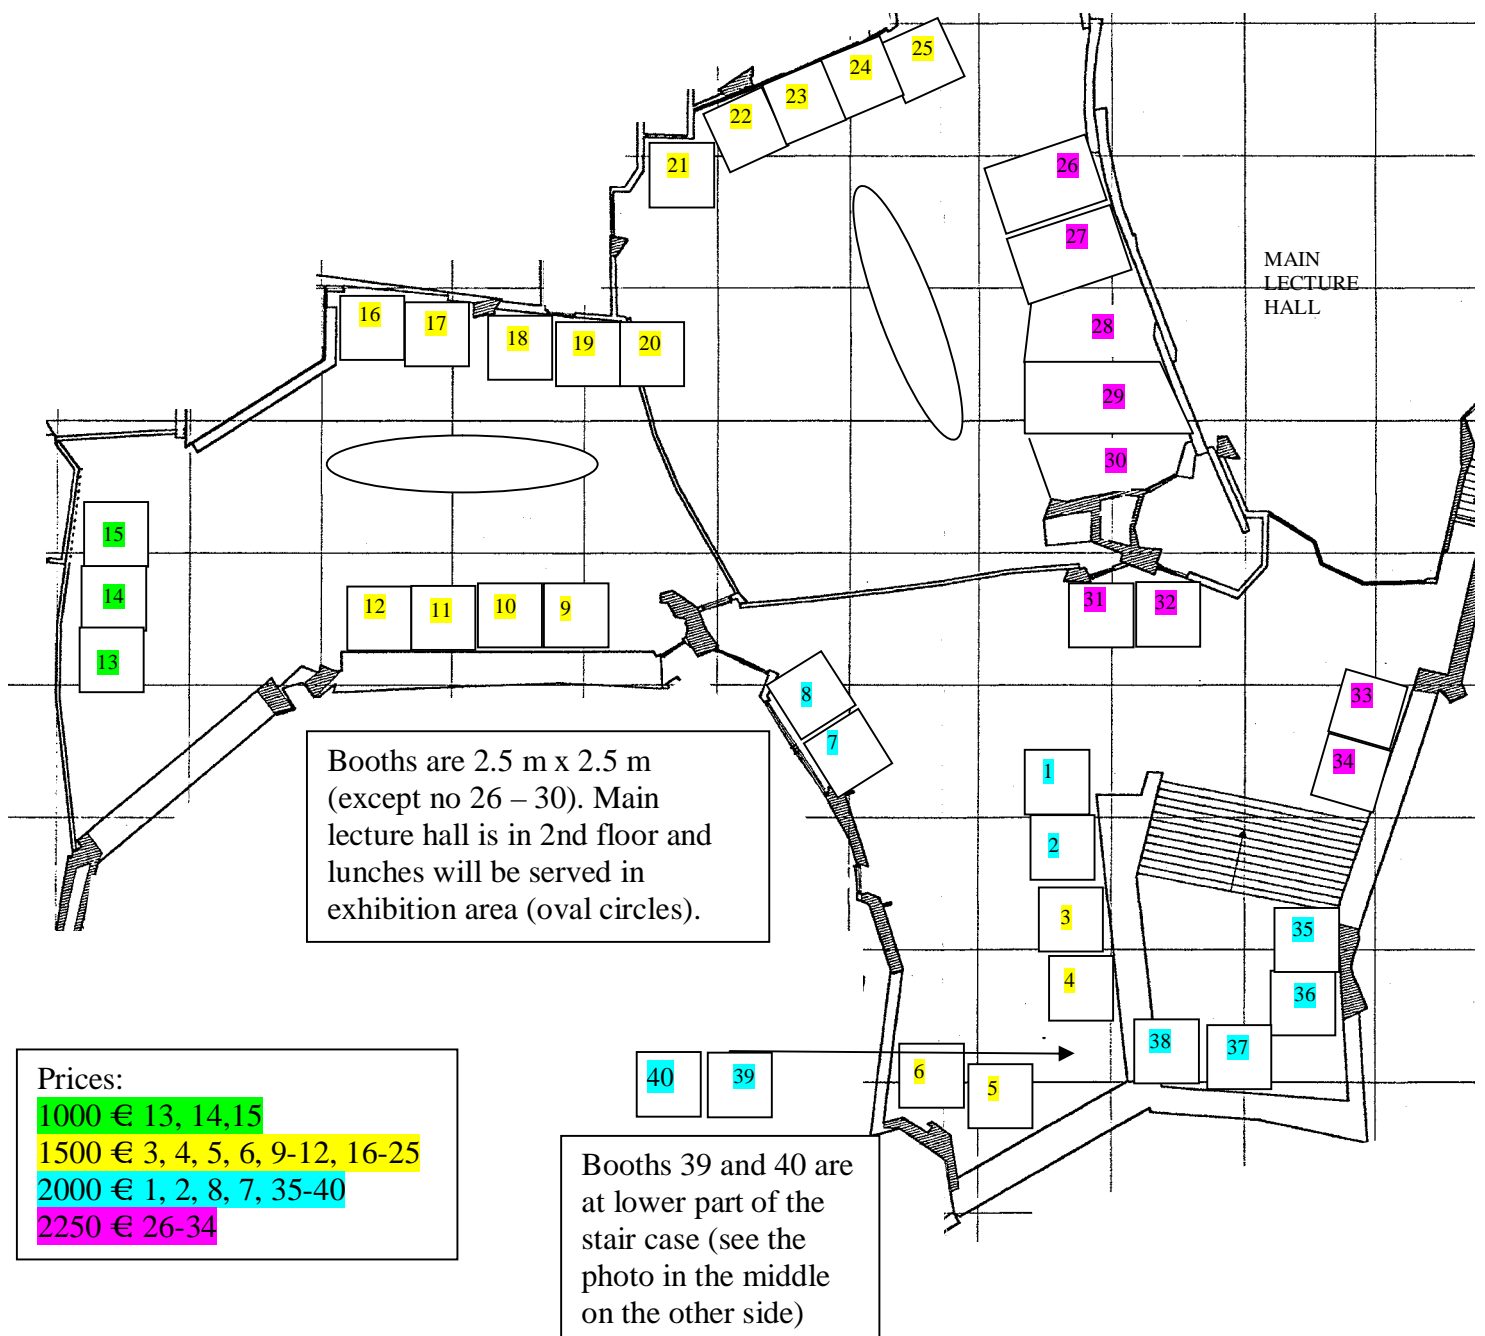 25
24
23
22
21
26
27
MAIN
LECTURE
HALL
16
17
18
19
20
28
29
30
15
14
13
12
11
10
9
31
32
8
7
33
34
1
2
3
4
Booths are 2.5 m x 2.5 m
(except no 26 – 30). Main
lecture hall is in 2nd floor and
lunches will be served in
exhibition area (oval circles).
35
36
38
37
6
5
40
39
Prices:
1000 € 13, 14,15
1500 € 3, 4, 5, 6, 9-12, 16-25
2000 € 1, 2, 8, 7, 35-40
2250 € 26-34
Booths 39 and 40 are
at lower part of the
stair case (see the
photo in the middle
on the other side)